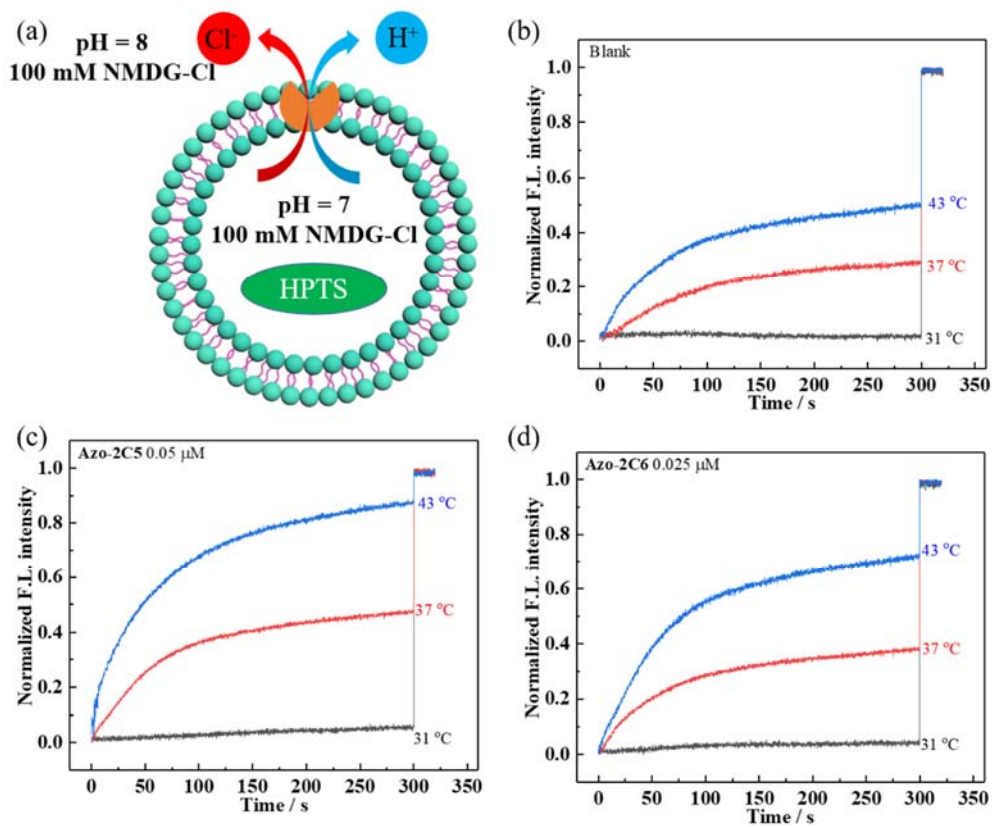 (a)
pH = 8
100 mM NMDG-Cl
Cl⁻
H⁺
pH = 7
100 mM NMDG-Cl
HPTS
(b)
Blank
Normalized F.L. intensity
1.0
0.8
0.6
0.4
0.2
0.0
43 °C
37 °C
31 °C
0 50 100 150 200 250 300 350
Time / s
(c)
Azo-2C5 0.05 μM
Normalized F.L. intensity
1.0
0.8
0.6
0.4
0.2
0.0
43 °C
37 °C
31 °C
0 50 100 150 200 250 300 350
Time / s
(d)
Azo-2C6 0.025 μM
Normalized F.L. intensity
1.0
0.8
0.6
0.4
0.2
0.0
43 °C
37 °C
31 °C
0 50 100 150 200 250 300 350
Time / s